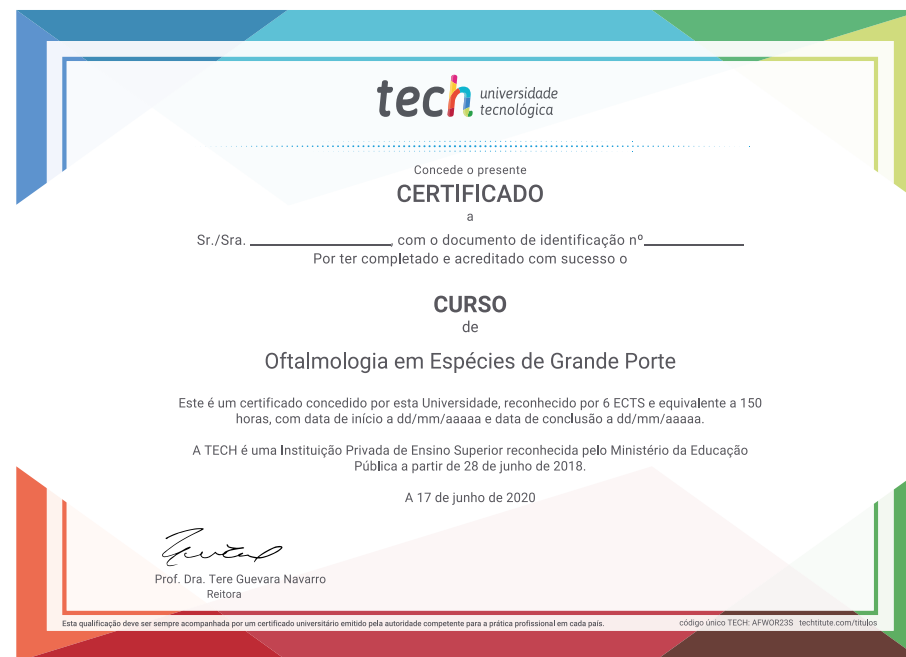 tech universidade
tecnológica
Concede o presente
CERTIFICADO
a
Sr./Sra. ____________________, com o documento de identificação nº______________
Por ter completado e acreditado com sucesso o
CURSO
de
Oftalmologia em Espécies de Grande Porte
Este é um certificado concedido por esta Universidade, reconhecido por 6 ECTS e equivalente a 150
horas, com data de início a dd/mm/aaaaa e data de conclusão a dd/mm/aaaaa.
A TECH é uma Instituição Privada de Ensino Superior reconhecida pelo Ministério da Educação
Pública a partir de 28 de junho de 2018.
A 17 de junho de 2020
Prof. Dra. Tere Guevara Navarro
Reitora
Esta qualificação deve ser sempre acompanhada por um certificado universitário emitido pela autoridade competente para a prática profissional em cada país.
código único TECH: AFWOR23S techtitute.com/titulos